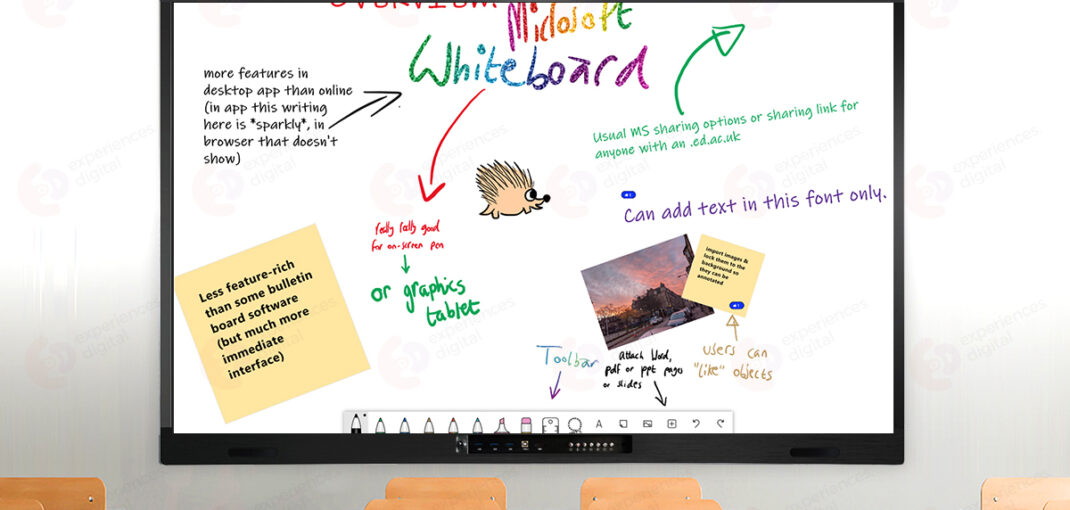 OVERVIEW
Microsoft
Whiteboard
more features in
desktop app than online
(in app this writing
here is *sparkly*, in
browser that doesn't
show)
Usual MS sharing options or sharing link for
anyone with an .ed.ac.uk
Can add text in this font only.
really really good
for on-screen pen
or graphics
tablet
Less feature-rich
than some bulletin
board software
(but much more
immediate
interface)
Import images &
lock them to the
background so
they can be
annotated
Toolbar
attach Word,
pdf or ppt pages
or slides
users can
"like" objects
A
experiences
digital